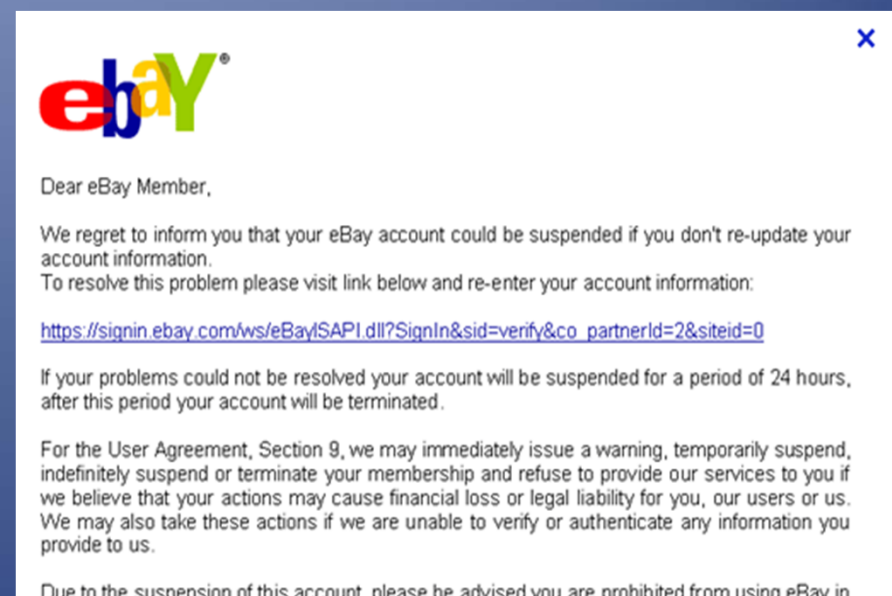 ebaY®
Dear eBay Member,
We regret to inform you that your eBay account could be suspended if you don't re-update your
account information.
To resolve this problem please visit link below and re-enter your account information:
https://signin.ebay.com/ws/eBayISAPI.dll?SignIn&sid=verify&co_partnerId=2&siteid=0
If your problems could not be resolved your account will be suspended for a period of 24 hours,
after this period your account will be terminated.
For the User Agreement, Section 9, we may immediately issue a warning, temporarily suspend,
indefinitely suspend or terminate your membership and refuse to provide our services to you if
we believe that your actions may cause financial loss or legal liability for you, our users or us.
We may also take these actions if we are unable to verify or authenticate any information you
provide to us.
Due to the suspension of this account, please be advised you are prohibited from using eBay in